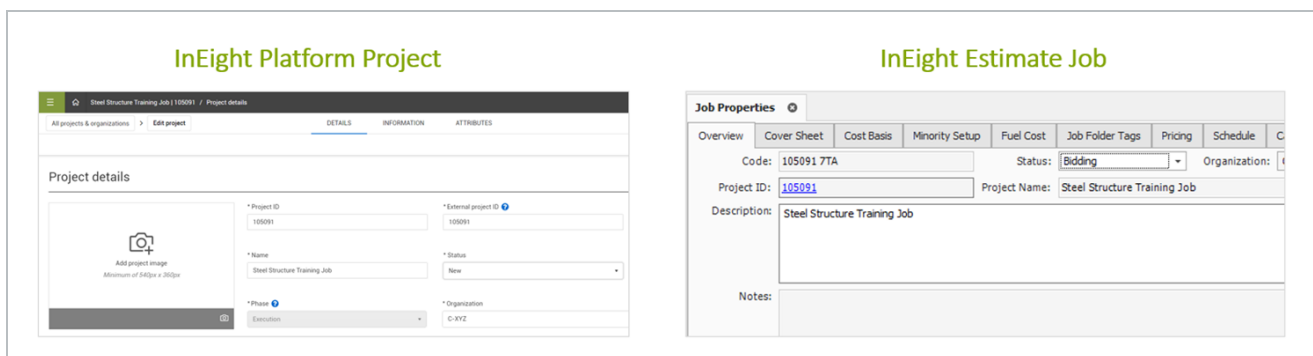 InEight Platform Project
Steel Structure Training Job | 105091 / Project details
All projects & organizations > Edit project
DETAILS INFORMATION ATTRIBUTES
Project details
Add project image
Minimum of 540px x 360px
* Project ID
105091
* External project ID ?
105091
* Name
Steel Structure Training Job
* Status
New
* Phase ?
Execution
* Organization
C-XYZ
InEight Estimate Job
Job Properties
Overview Cover Sheet Cost Basis Minority Setup Fuel Cost Job Folder Tags Pricing Schedule C
Code: 105091 7TA Status: Bidding Organization:
Project ID: 105091 Project Name: Steel Structure Training Job
Description: Steel Structure Training Job
Notes: